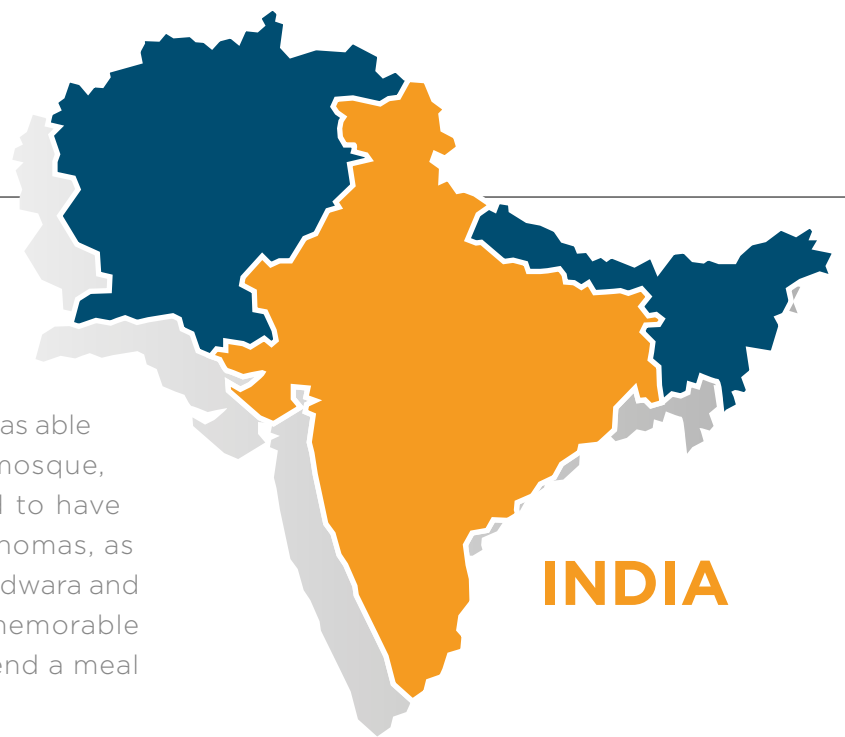 as able
mosque,
to have
homas, as
dwara and
memorable
end a meal
INDIA